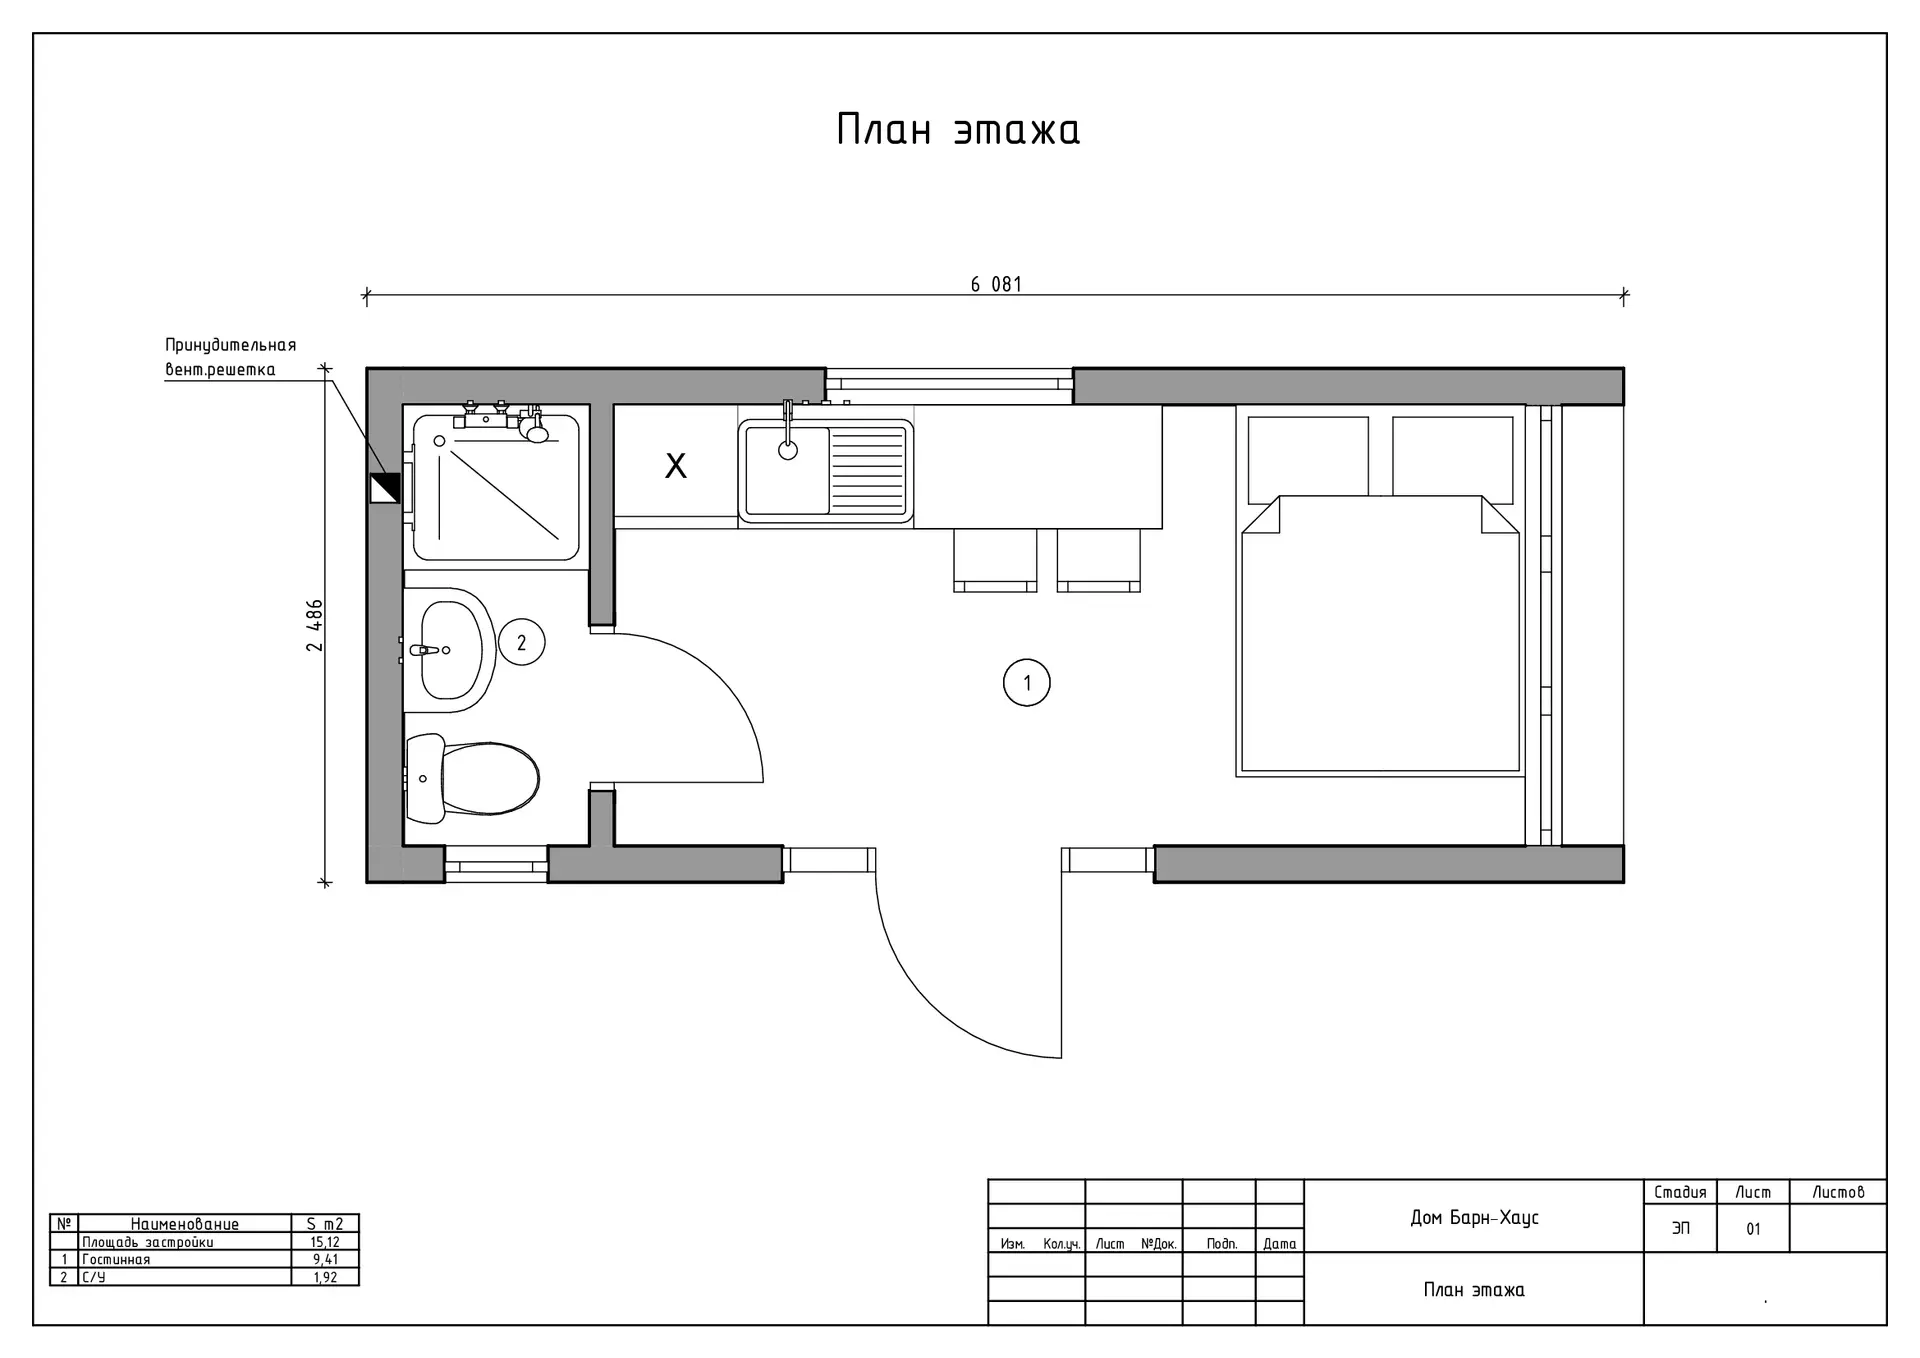 План этажа
6 081
Принудительная
вент.решетка
2 486
X
2
1
№ Наименование S m2
Площадь застройки 15,12
1 Гостинная 9,41
2 С/У 1,92
Изм. Кол.уч. Лист №Док. Подп. Дата
Дом Барн-Хаус
План этажа
Стадия Лист Листов
ЭП 01